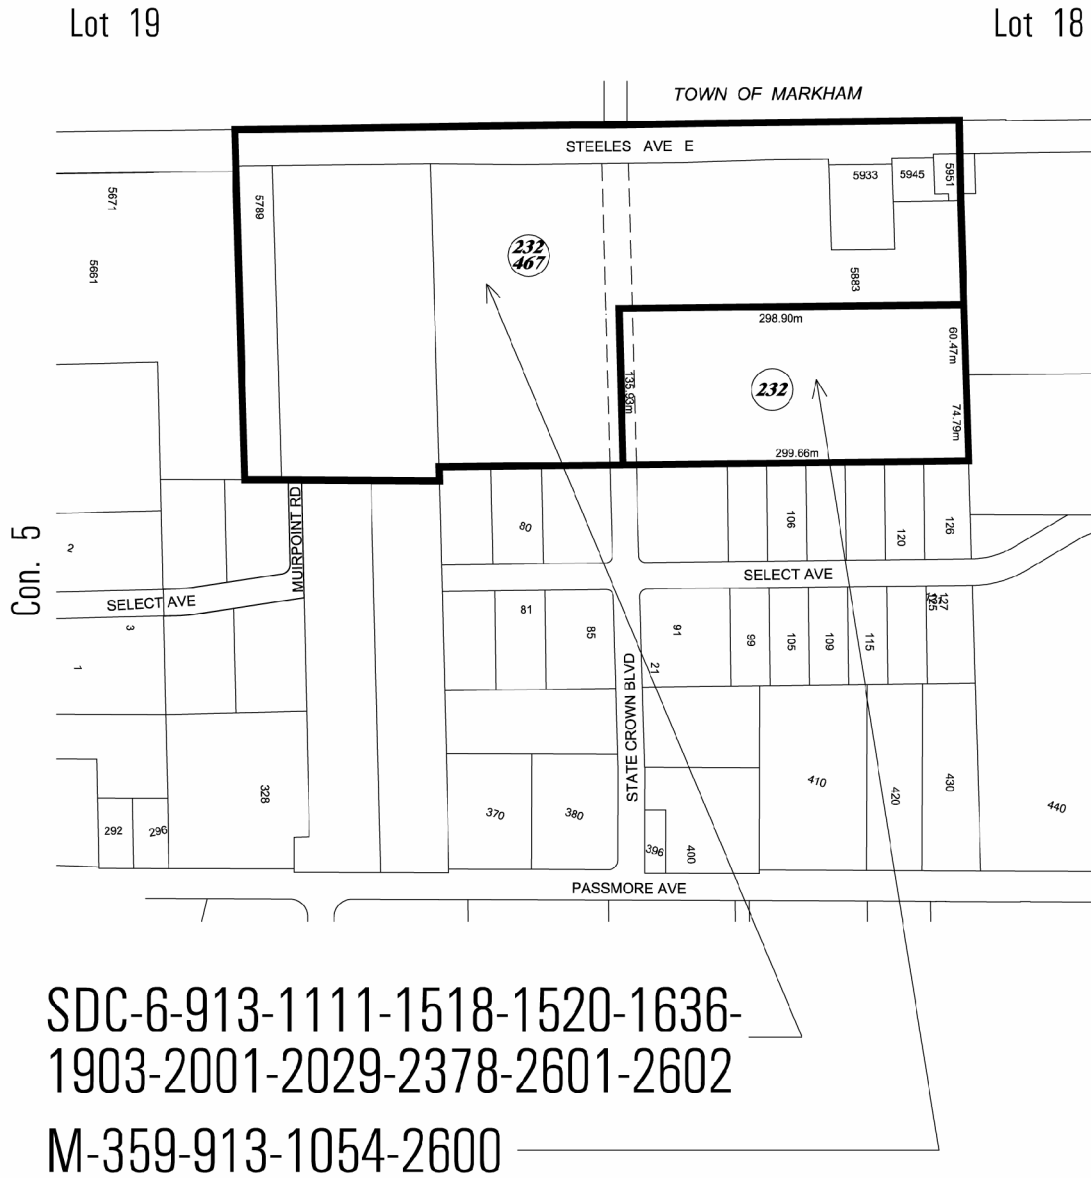 Lot 19
Lot 18
TOWN OF MARKHAM
STEELES AVE E
5671
5661
5789
5933
5945
5951
232
467
5883
298.90m
60.47m
135.93m
232
74.79m
299.66m
MUIRPOINT RD
80
106
120
126
Con. 5
2
SELECT AVE
SELECT AVE
3
1
81
85
91
21
99
105
109
115
125
127
STATE CROWN BLVD
328
292
296
370
380
396
400
410
420
430
440
PASSMORE AVE
SDC-6-913-1111-1518-1520-1636-
1903-2001-2029-2378-2601-2602
M-359-913-1054-2600